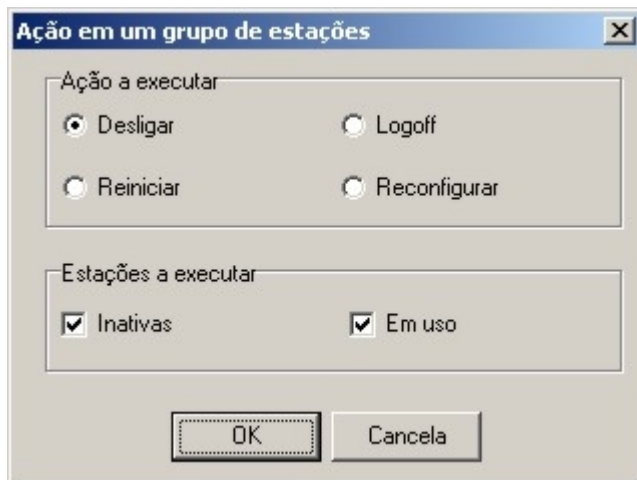 Ação em um grupo de estações
Ação a executar
Desligar Logoff
Reiniciar Reconfigurar
Estações a executar
Inativas Em uso
OK Cancela